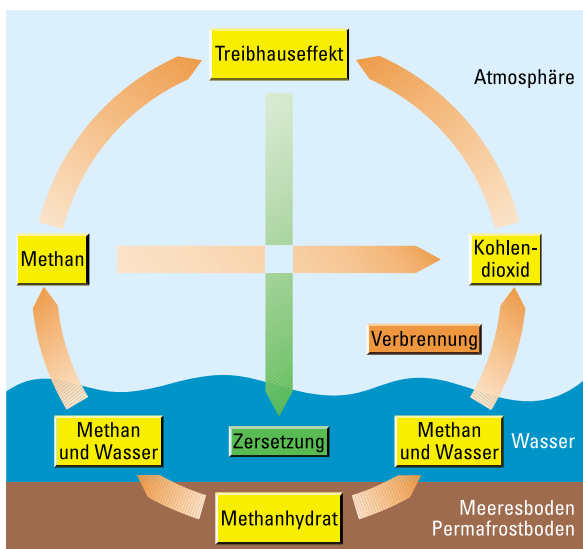 Treibhauseffekt
Atmosphäre
Methan
Kohlen-
dioxid
Verbrennung
Methan
und Wasser
Zersetzung
Methan
und Wasser
Wasser
Methanhydrat
Meeresboden
Permafrostboden